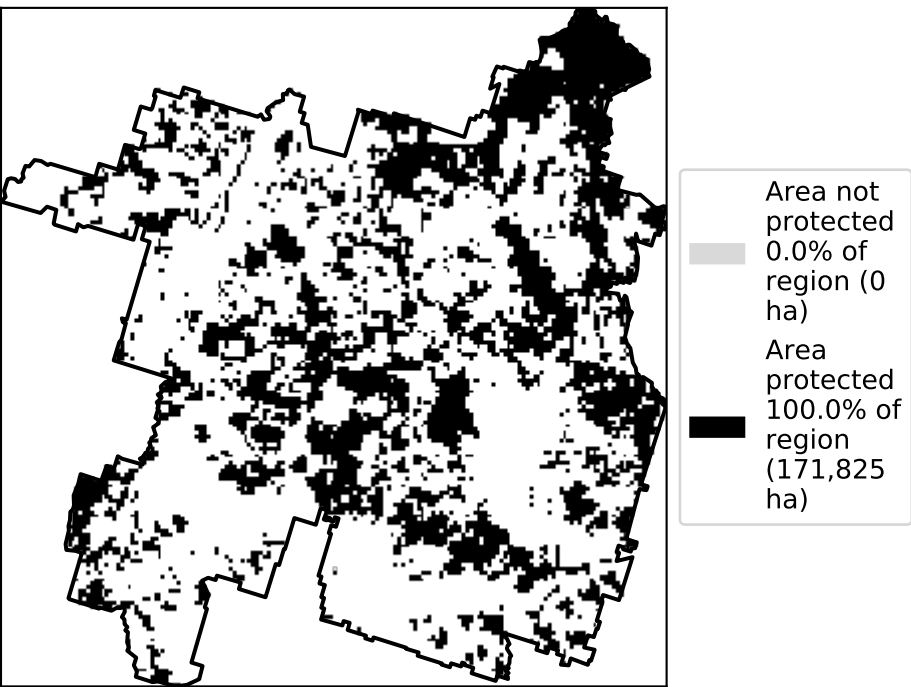 Area not
protected
0.0% of
region (0
ha)
Area
protected
100.0% of
region
(171,825
ha)